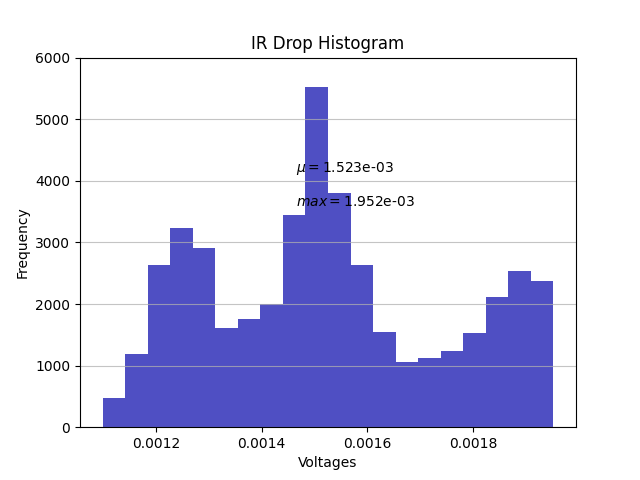 IR Drop Histogram
6000
5000
μ = 1.523e-03
4000
max = 1.952e-03
3000
2000
1000
0
Frequency
0.0012 0.0014 0.0016 0.0018
Voltages